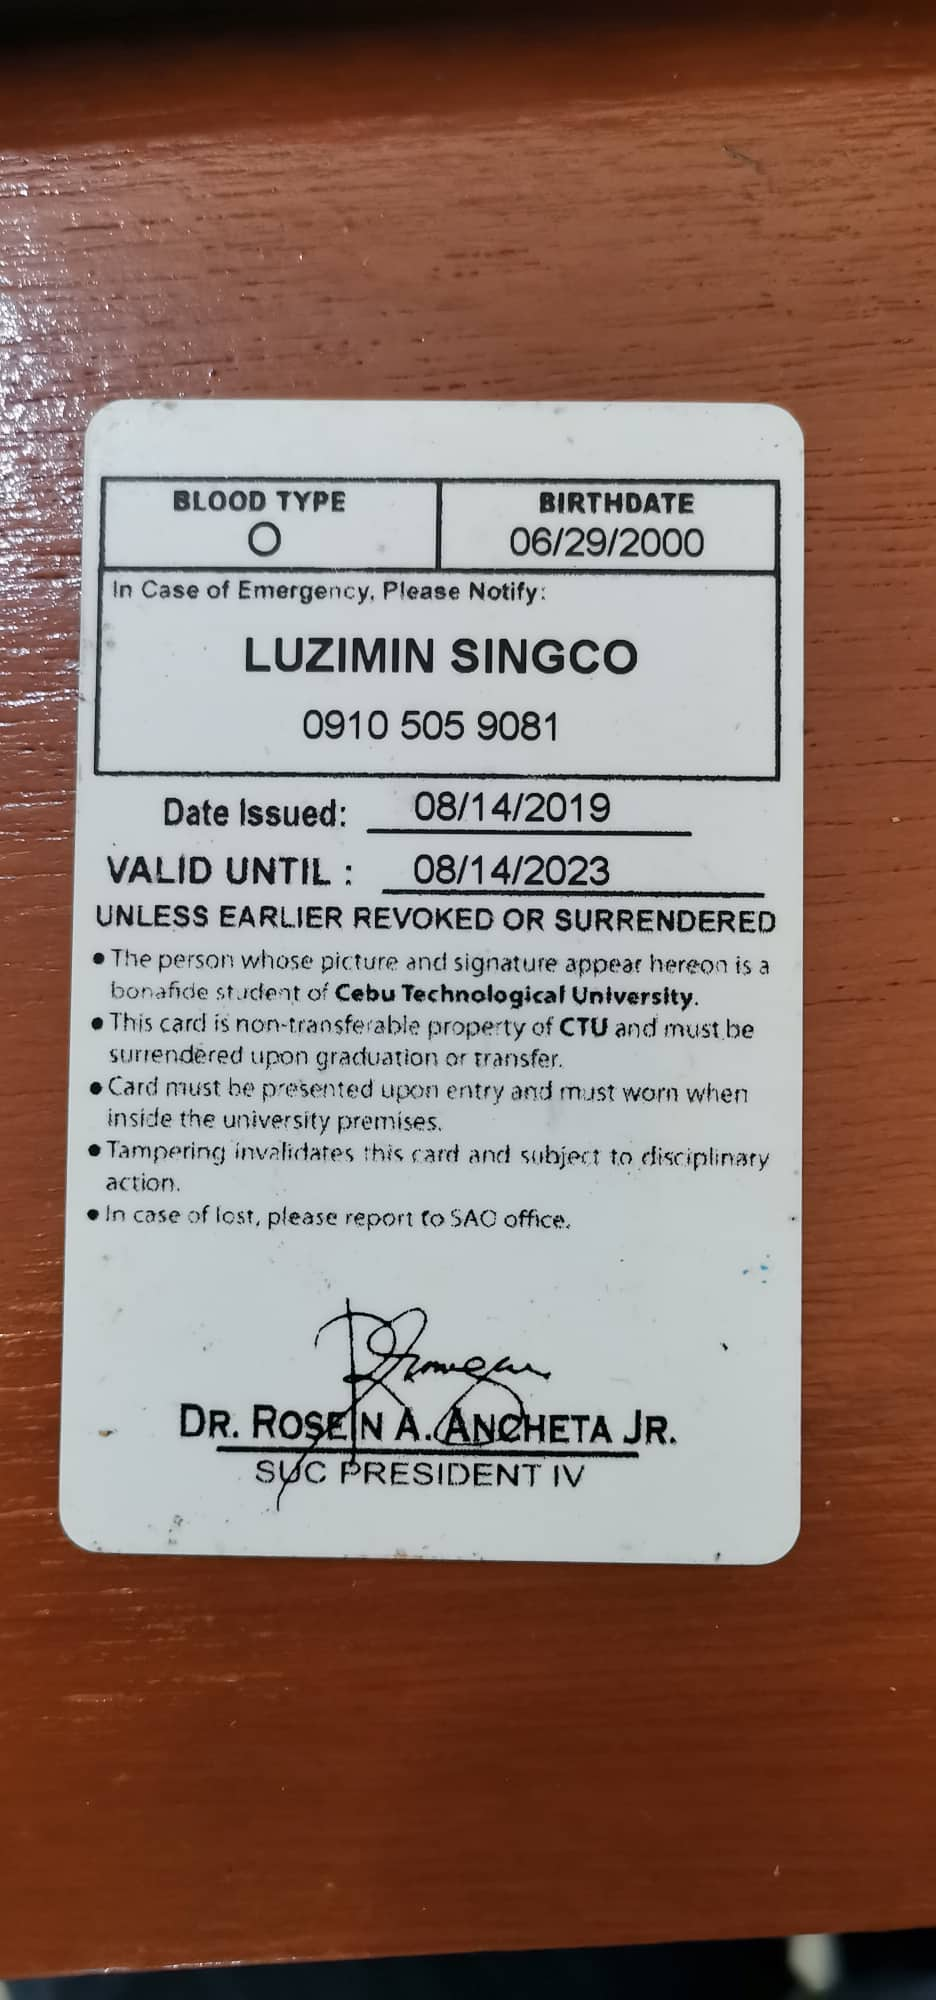 BLOOD TYPE
O
BIRTHDATE
06/29/2000
In Case of Emergency, Please Notify:
LUZIMIN SINGCO
0910 505 9081
Date Issued: 08/14/2019
VALID UNTIL : 08/14/2023
UNLESS EARLIER REVOKED OR SURRENDERED
• The person whose picture and signature appear hereon is a
bonafide student of Cebu Technological University.
• This card is non-transferable property of CTU and must be
surrendered upon graduation or transfer.
• Card must be presented upon entry and must worn when
inside the university premises.
• Tampering invalidates this card and subject to disciplinary
action.
• In case of lost, please report to SAO office.
DR. ROSEIN A. ANCHETA JR.
SUC PRESIDENT IV